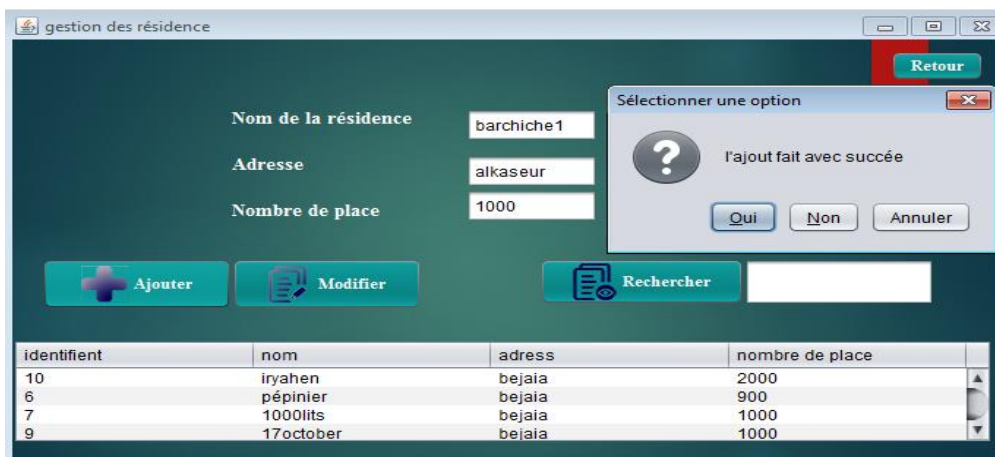 gestion des résidence
Retour
Sélectionner une option
l'ajout fait avec succée
Oui Non Annuler
Nom de la résidence barchiche1
Adresse alkaseur
Nombre de place 1000
Ajouter Modifier Rechercher
identifient nom adress nombre de place
10 iryahen bejaia 2000
6 pépinier bejaia 900
7 1000lits bejaia 1000
9 17october bejaia 1000